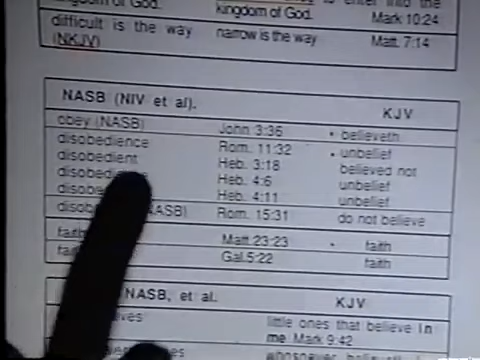 kingdom of God. to enter into the
kingdom of God. Mark 10:24
difficult is the way narrow is the way Matt. 7:14
(NKJV)
NASB (NIV et al). KJV
obey (NASB) John 3:36 • believeth
disobedience Rom. 11:32 • unbelief
disobedient Heb. 3:18 believed not
Heb. 4:6 unbelief
Heb. 4:11 unbelief
Rom. 15:31 do not believe
Matt. 23:23 • faith
Gal. 5:22 faith
NASB, et al. KJV
little ones that believe in
me Mark 9:42